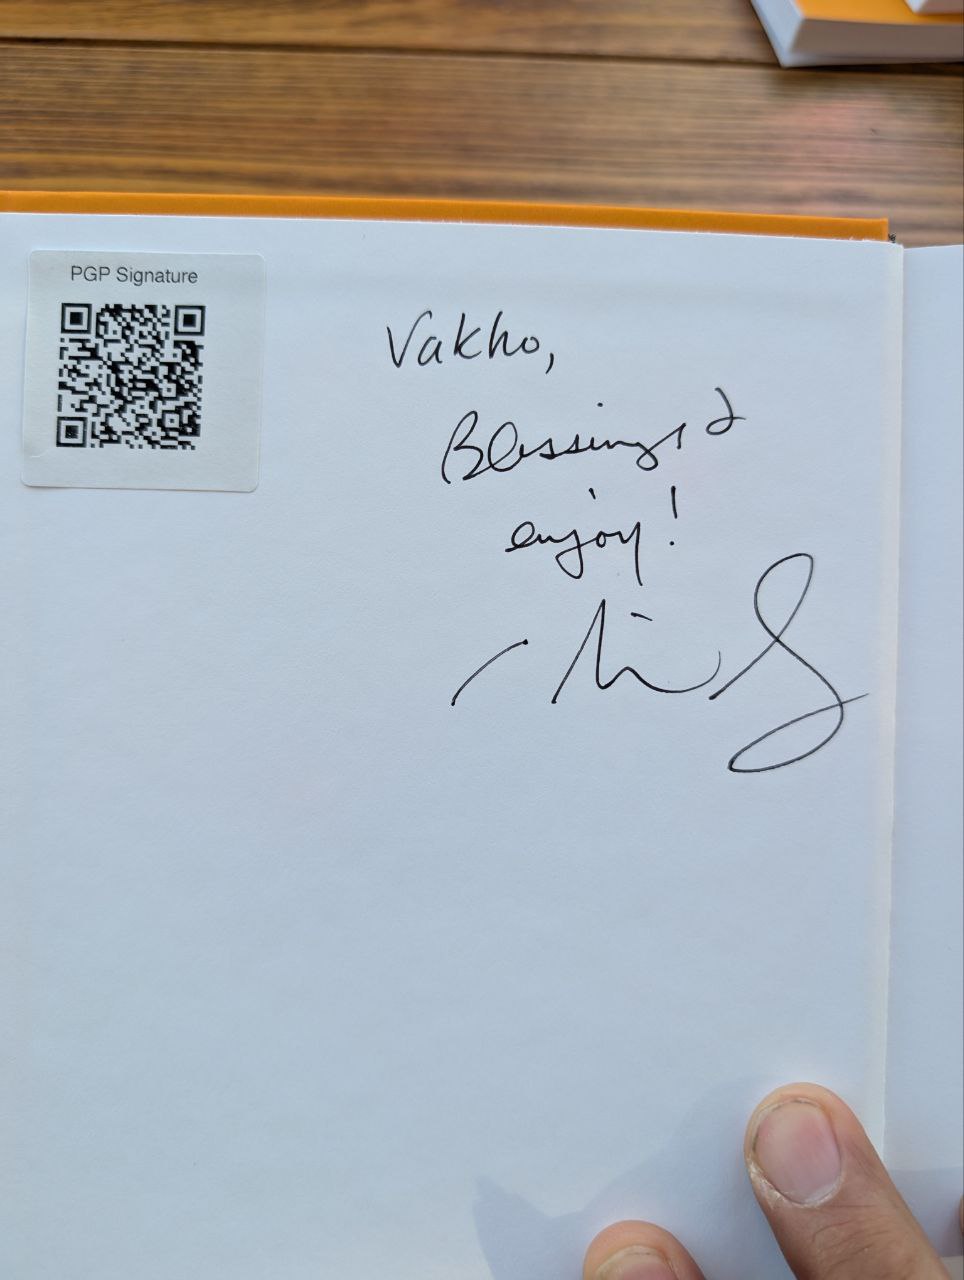 PGP Signature
Vakho,
Blessings &
enjoy!